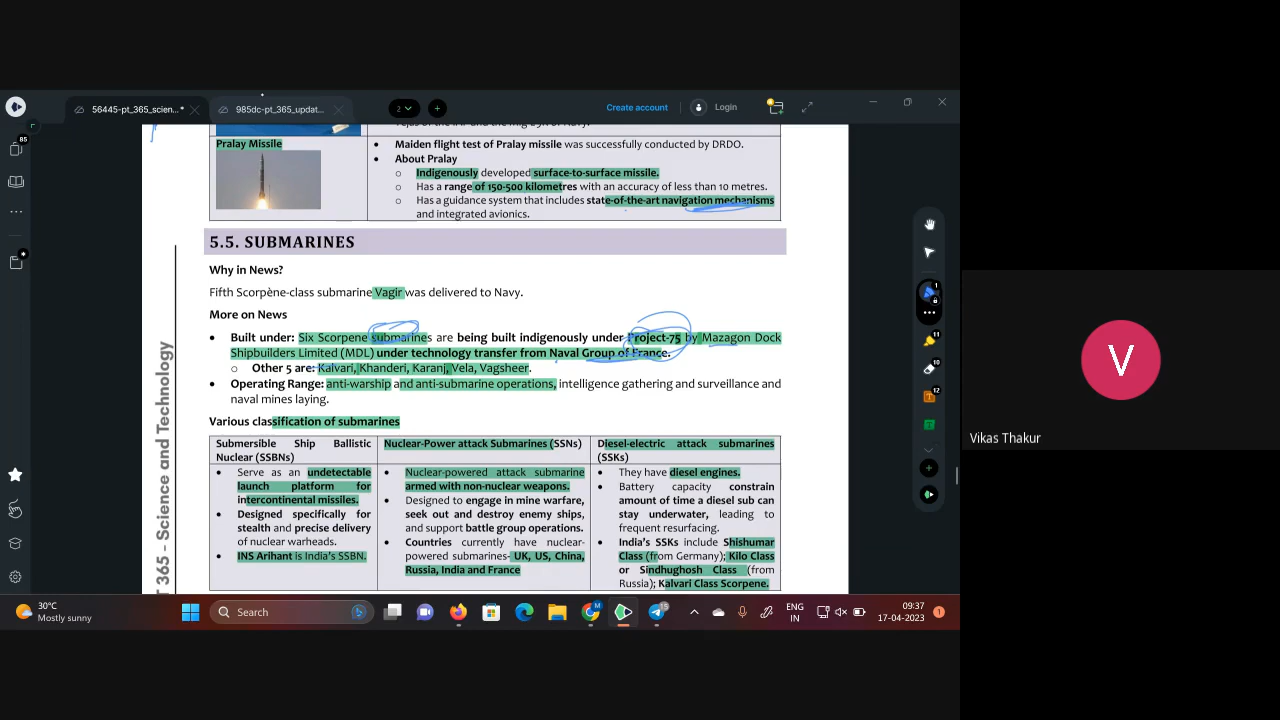 56445-pt_365_scien...*
985dc-pt_365_updat...
2
Create account
Login
85
Pralay Missile
• Maiden flight test of Pralay missile was successfully conducted by DRDO.
• About Pralay
o Indigenously developed surface-to-surface missile.
o Has a range of 150-500 kilometres with an accuracy of less than 10 metres.
o Has a guidance system that includes state-of-the-art navigation mechanisms
and integrated avionics.
5.5. SUBMARINES
Why in News?
Fifth Scorpène-class submarine Vagir was delivered to Navy.
More on News
• Built under: Six Scorpene submarines are being built indigenously under Project-75 by Mazagon Dock
Shipbuilders Limited (MDL) under technology transfer from Naval Group of France.
o Other 5 are: Kalvari, Khanderi, Karanj, Vela, Vagsheer.
• Operating Range: anti-warship and anti-submarine operations, intelligence gathering and surveillance and
naval mines laying.
Various classification of submarines
Submersible Ship Ballistic
Nuclear (SSBNs)
• Serve as an undetectable
launch platform for
intercontinental missiles.
• Designed specifically for
stealth and precise delivery
of nuclear warheads.
• INS Arihant is India's SSBN.
Nuclear-Power attack Submarines (SSNs)
• Nuclear-powered attack submarine
armed with non-nuclear weapons.
• Designed to engage in mine warfare,
seek out and destroy enemy ships,
and support battle group operations.
• Countries currently have nuclear-
powered submarines- UK, US, China,
Russia, India and France
Diesel-electric attack submarines
(SSKs)
• They have diesel engines.
• Battery capacity constrain
amount of time a diesel sub can
stay underwater, leading to
frequent resurfacing.
• India's SSKs include Shishumar
Class (from Germany); Kilo Class
or Sindhughosh Class (from
Russia); Kalvari Class Scorpene.
T 365 - Science and Technology
1
11
10
12
V
Vikas Thakur
30°C
Mostly sunny
Search
15
ENG
IN
09:37
17-04-2023
1